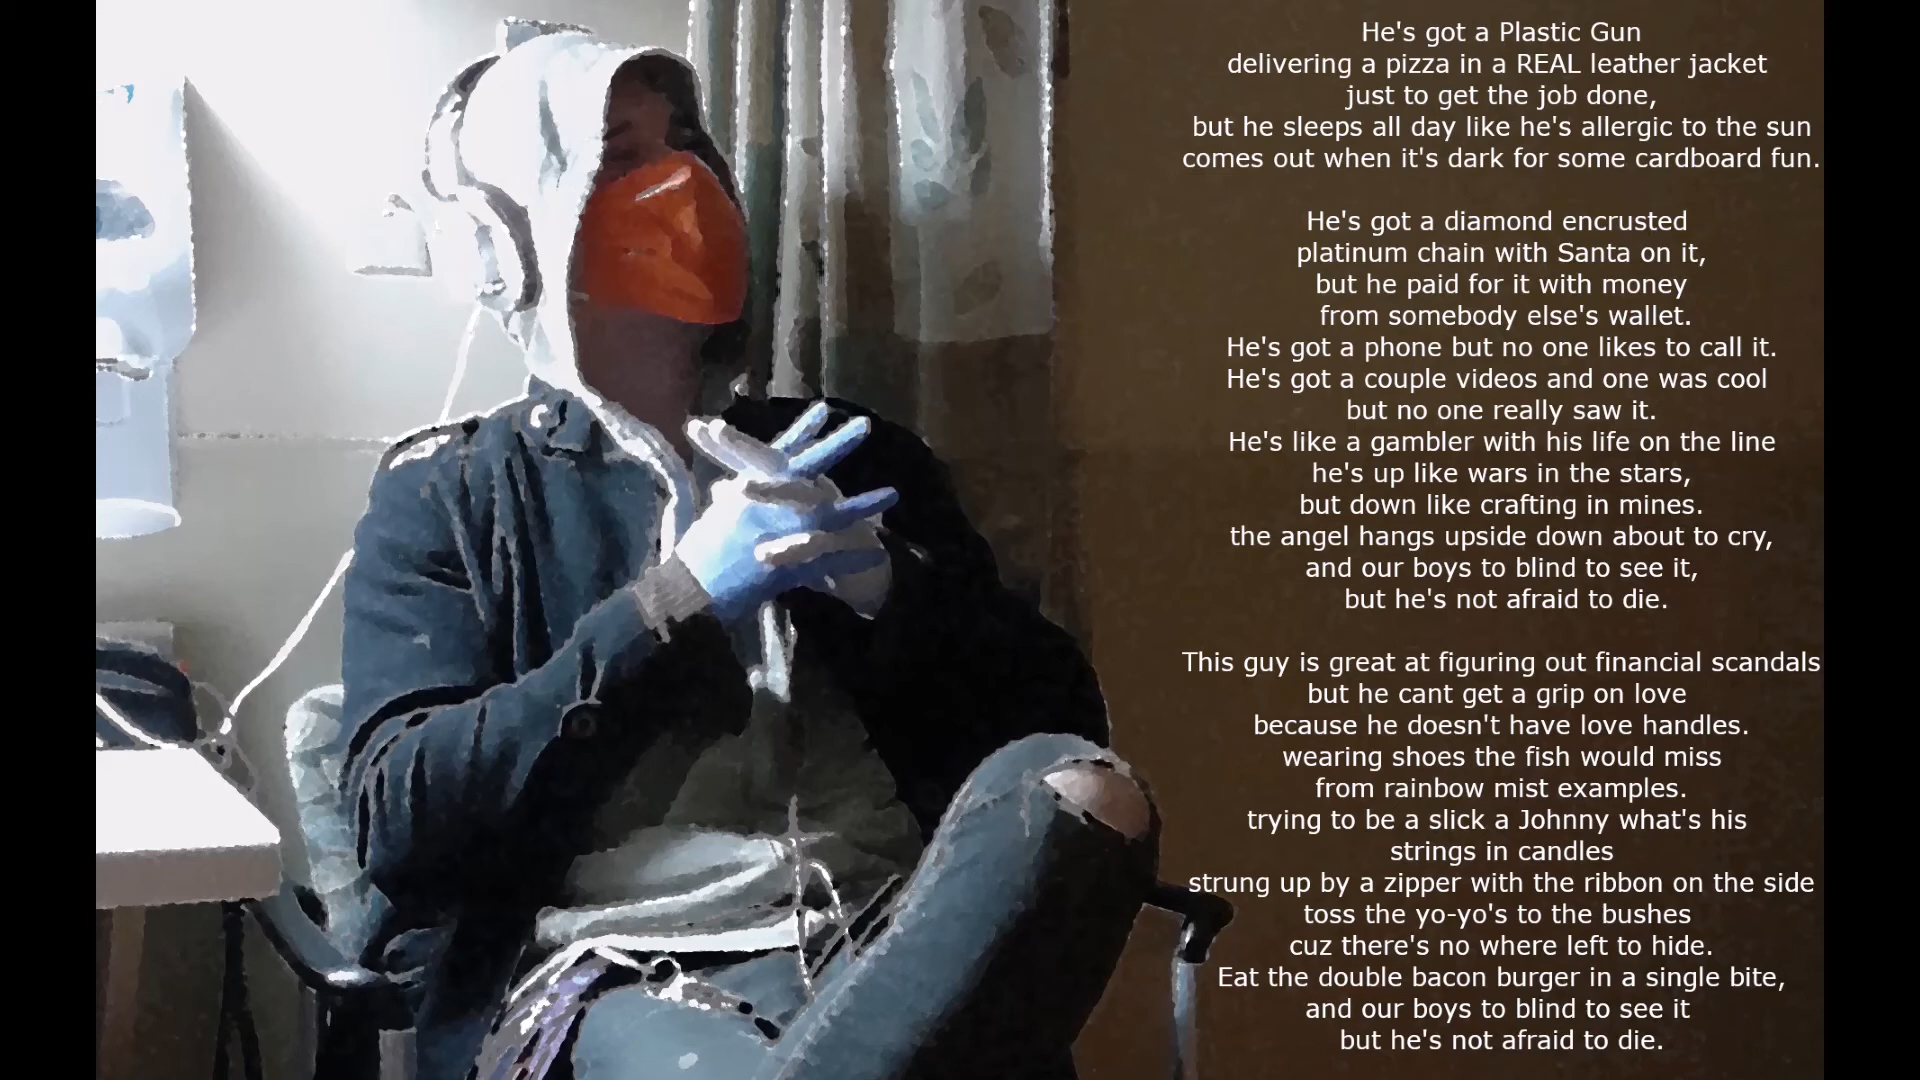 He's got a Plastic Gun
delivering a pizza in a REAL leather jacket
just to get the job done,
but he sleeps all day like he's allergic to the sun
comes out when it's dark for some cardboard fun.
He's got a diamond encrusted
platinum chain with Santa on it,
but he paid for it with money
from somebody else's wallet.
He's got a phone but no one likes to call it.
He's got a couple videos and one was cool
but no one really saw it.
He's like a gambler with his life on the line
he's up like wars in the stars,
but down like crafting in mines.
the angel hangs upside down about to cry,
and our boys to blind to see it,
but he's not afraid to die.
This guy is great at figuring out financial scandals
but he cant get a grip on love
because he doesn't have love handles.
wearing shoes the fish would miss
from rainbow mist examples.
trying to be a slick a Johnny what's his
strings in candles
strung up by a zipper with the ribbon on the side
toss the yo-yo's to the bushes
cuz there's no where left to hide.
Eat the double bacon burger in a single bite,
and our boys to blind to see it
but he's not afraid to die.